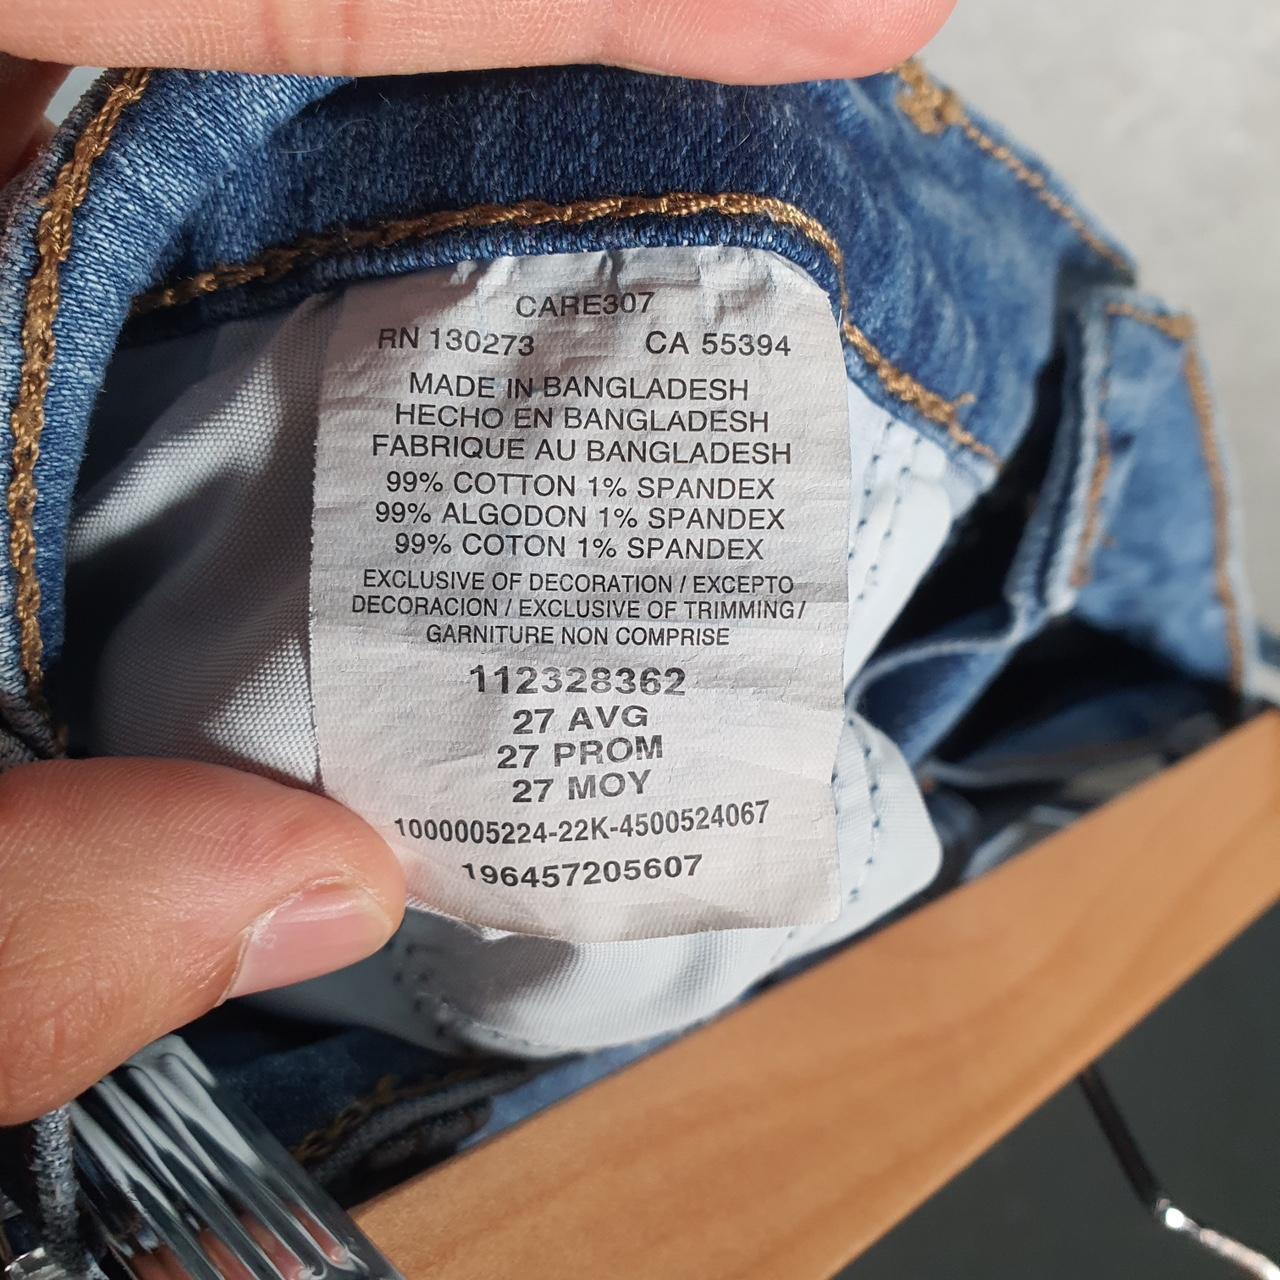 CARE307
RN 130273 CA 55394
MADE IN BANGLADESH
HECHO EN BANGLADESH
FABRIQUE AU BANGLADESH
99% COTTON 1% SPANDEX
99% ALGODON 1% SPANDEX
99% COTON 1% SPANDEX
EXCLUSIVE OF DECORATION / EXCEPTO
DECORACION / EXCLUSIVE OF TRIMMING/
GARNITURE NON COMPRISE
112328362
27 AVG
27 PROM
27 MOY
1000005224-22K-4500524067
196457205607